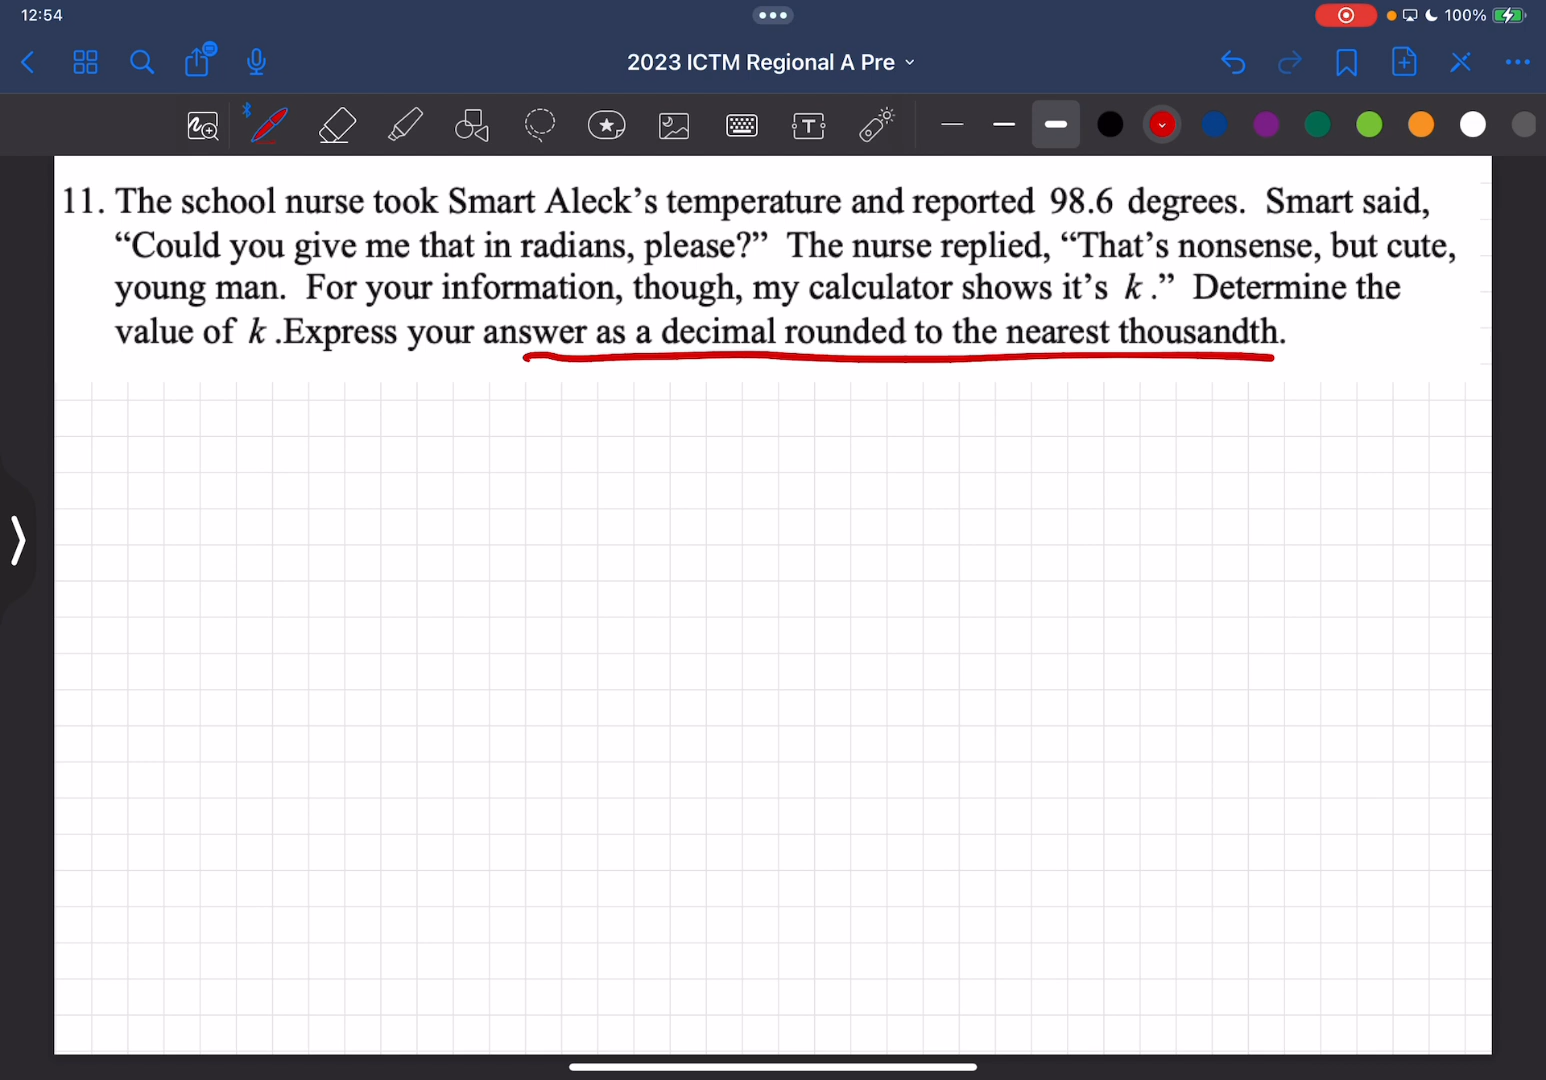 12:54
100%
2023 ICTM Regional A Pre
T
11. The school nurse took Smart Aleck’s temperature and reported 98.6 degrees. Smart said,
“Could you give me that in radians, please?” The nurse replied, “That’s nonsense, but cute,
young man. For your information, though, my calculator shows it’s k .” Determine the
value of k .Express your answer as a decimal rounded to the nearest thousandth.